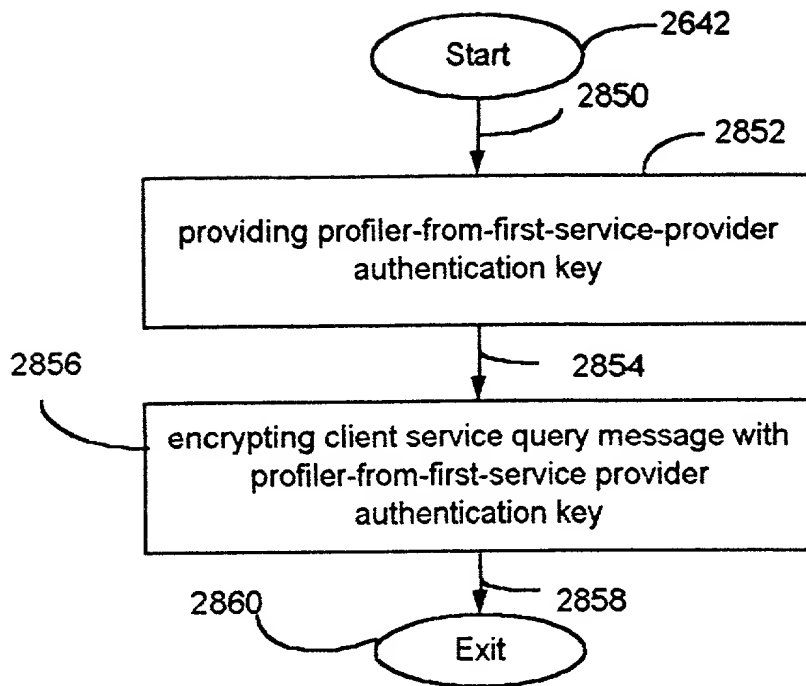 Start
2642
2850
2852
providing profiler-from-first-service-provider
authentication key
2854
2856
encrypting client service query message with
profiler-from-first-service provider
authentication key
2858
2860
Exit